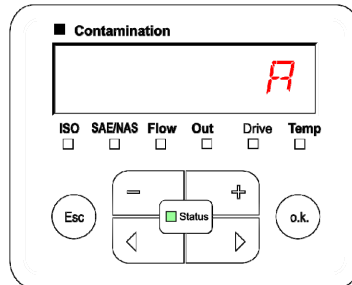 Contamination
A
ISO SAE/NAS Flow Out Drive Temp
− +
Esc Status o.k.